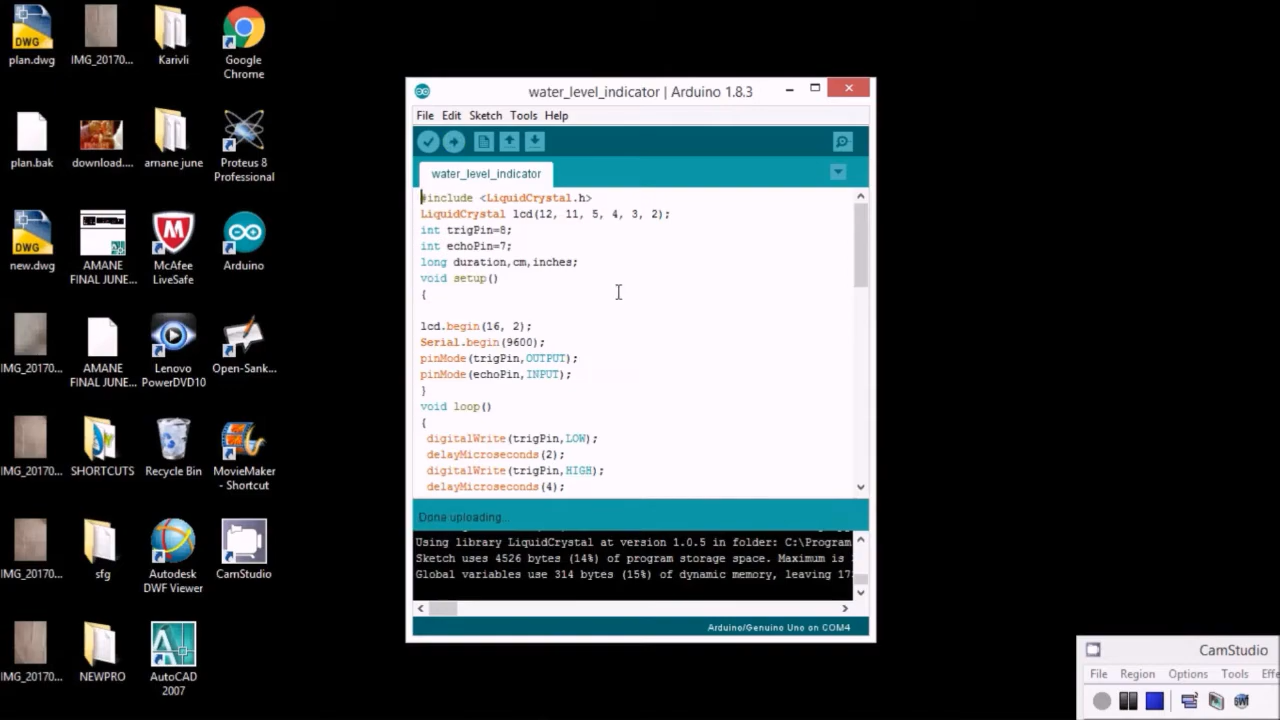 plan.dwg
IMG_20170...
Karivli
Google
Chrome
plan.bak
download....
amane june
Proteus 8
Professional
new.dwg
AMANE
FINAL JUNE...
McAfee
LiveSafe
Arduino
IMG_20170...
AMANE
FINAL JUNE...
Lenovo
PowerDVD10
Open-Sank...
IMG_20170...
SHORTCUTS
Recycle Bin
MovieMaker
- Shortcut
IMG_20170...
sfg
Autodesk
DWF Viewer
CamStudio
IMG_20170...
NEWPRO
AutoCAD
2007
water_level_indicator | Arduino 1.8.3
File Edit Sketch Tools Help
water_level_indicator
#include <LiquidCrystal.h>
LiquidCrystal lcd(12, 11, 5, 4, 3, 2);
int trigPin=8;
int echoPin=7;
long duration,cm,inches;
void setup()
{
lcd.begin(16, 2);
Serial.begin(9600);
pinMode(trigPin,OUTPUT);
pinMode(echoPin,INPUT);
}
void loop()
{
digitalWrite(trigPin,LOW);
delayMicroseconds(2);
digitalWrite(trigPin,HIGH);
delayMicroseconds(4);
Done uploading...
Using library LiquidCrystal at version 1.0.5 in folder: C:\Program
Sketch uses 4526 bytes (14%) of program storage space. Maximum is
Global variables use 314 bytes (15%) of dynamic memory, leaving 17
Arduino/Genuino Uno on COM4
CamStudio
File Region Options Tools Effe